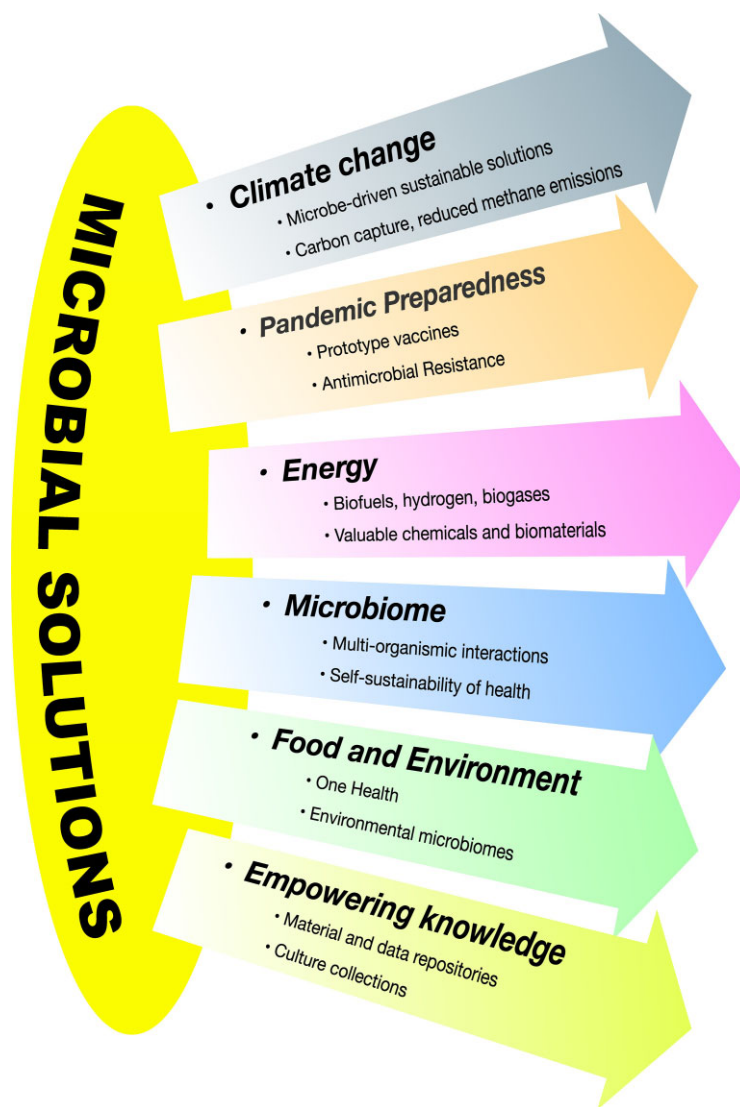 MICROBIAL SOLUTIONS
• Climate change
• Microbe-driven sustainable solutions
• Carbon capture, reduced methane emissions
• Pandemic Preparedness
• Prototype vaccines
• Antimicrobial Resistance
• Energy
• Biofuels, hydrogen, biogases
• Valuable chemicals and biomaterials
• Microbiome
• Multi-organismic interactions
• Self-sustainability of health
• Food and Environment
• One Health
• Environmental microbiomes
• Empowering knowledge
• Material and data repositories
• Culture collections